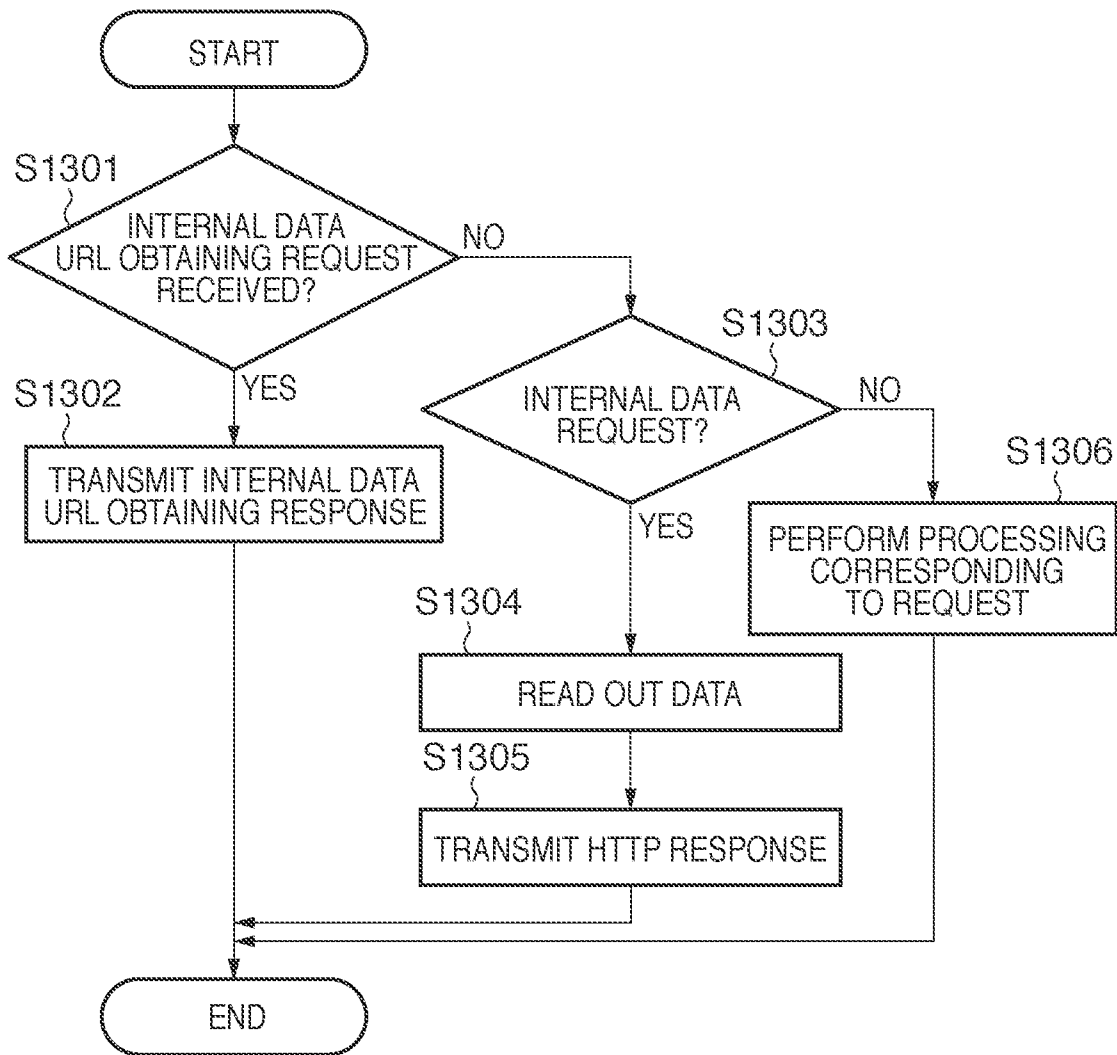 START
S1301
INTERNAL DATA
URL OBTAINING REQUEST
RECEIVED?
NO
YES
S1302
TRANSMIT INTERNAL DATA
URL OBTAINING RESPONSE
S1303
INTERNAL DATA
REQUEST?
NO
YES
S1306
PERFORM PROCESSING
CORRESPONDING
TO REQUEST
S1304
READ OUT DATA
S1305
TRANSMIT HTTP RESPONSE
END